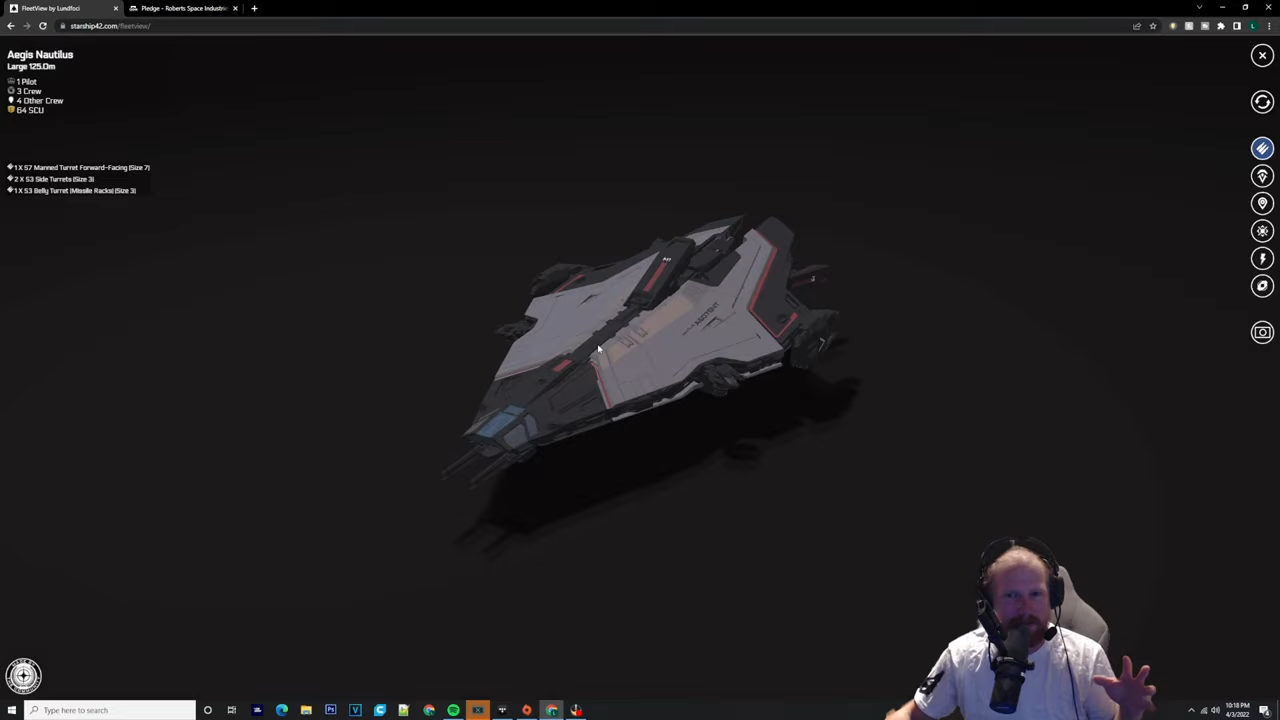 FleetView by Lundfoci
Pledge - Roberts Space Industrie
starship42.com/fleetview/
Aegis Nautilus
Large 125.0m
1 Pilot
3 Crew
4 Other Crew
64 SCU
1 X S7 Manned Turret Forward-Facing (Size 7)
2 X S3 Side Turrets (Size 3)
1 X S3 Belly Turret (Missile Racks) (Size 3)
Type here to search
10:18 PM
4/3/2022